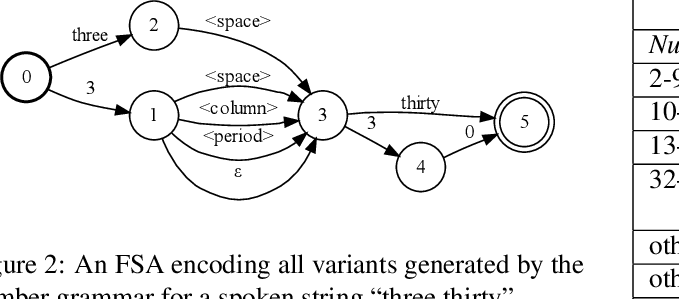 three
<space>
2
0
3
<space>
<column>
<period>
ε
1
3
thirty
3
0
4
5
Nu
2-9
10-
13-
32-
oth
oth
gure 2: An FSA encoding all variants generated by the
mber grammar for a spoken string “three thirty”